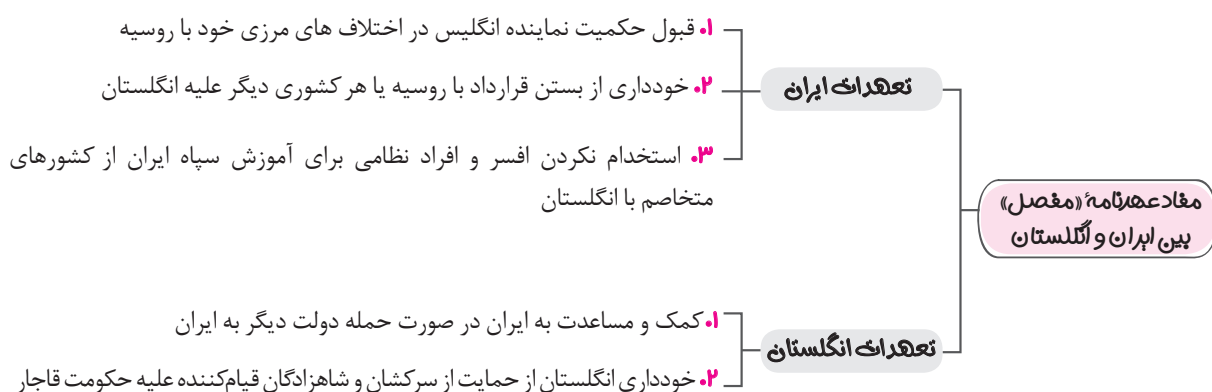 مفاد عهدنامهٔ «مفصل»
بین ایران و انگلستان
تعهدات ایران
۱. قبول حکمیت نماینده انگلیس در اختلاف های مرزی خود با روسیه
۲. خودداری از بستن قرارداد با روسیه یا هر کشوری دیگر علیه انگلستان
۳. استخدام نکردن افسر و افراد نظامی برای آموزش سپاه ایران از کشورهای
متخاصم با انگلستان
تعهدات انگلستان
۱. کمک و مساعدت به ایران در صورت حمله دولت دیگر به ایران
۲. خودداری انگلستان از حمایت از سرکشان و شاهزادگان قیام‌کننده علیه حکومت قاجار